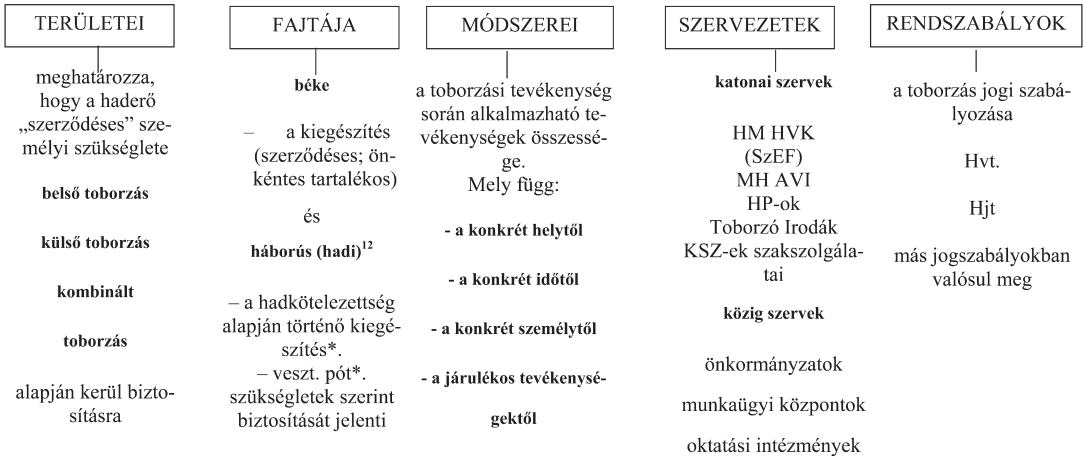 TERÜLETEI
meghatározza,
hogy a haderő
„szerződéses” sze-
mélyi szükséglete
belső toborzás
külső toborzás
kombinált
toborzás
alapján kerül bizto-
sításra
FAJTÁJA
béke
– a kiegészítés
(szerződéses; ön-
kéntes tartalékos)
és
háborús (hadi)12
– a hadkötelezettség
alapján történő kiegé-
szítés*.
– veszt. pót*.
szükségletek szerint
biztosítását jelenti
MÓDSZEREI
a toborzási tevékenység
során alkalmazható te-
vékenységek összessé-
ge.
Mely függ:
- a konkrét helytől
- a konkrét időtől
- a konkrét személytől
- a járulékos tevékenysé-
gektől
SZERVEZETEK
katonai szervek
HM HVK
(SzEF)
MH AVI
HP-ok
Toborzó Irodák
KSZ-ek szakszolgála-
tai
közig szervek
önkormányzatok
munkaügyi központok
oktatási intézmények
RENDSZABÁLYOK
a toborzás jogi szabá-
lyozása
Hvt.
Hjt
más jogszabályokban
valósul meg